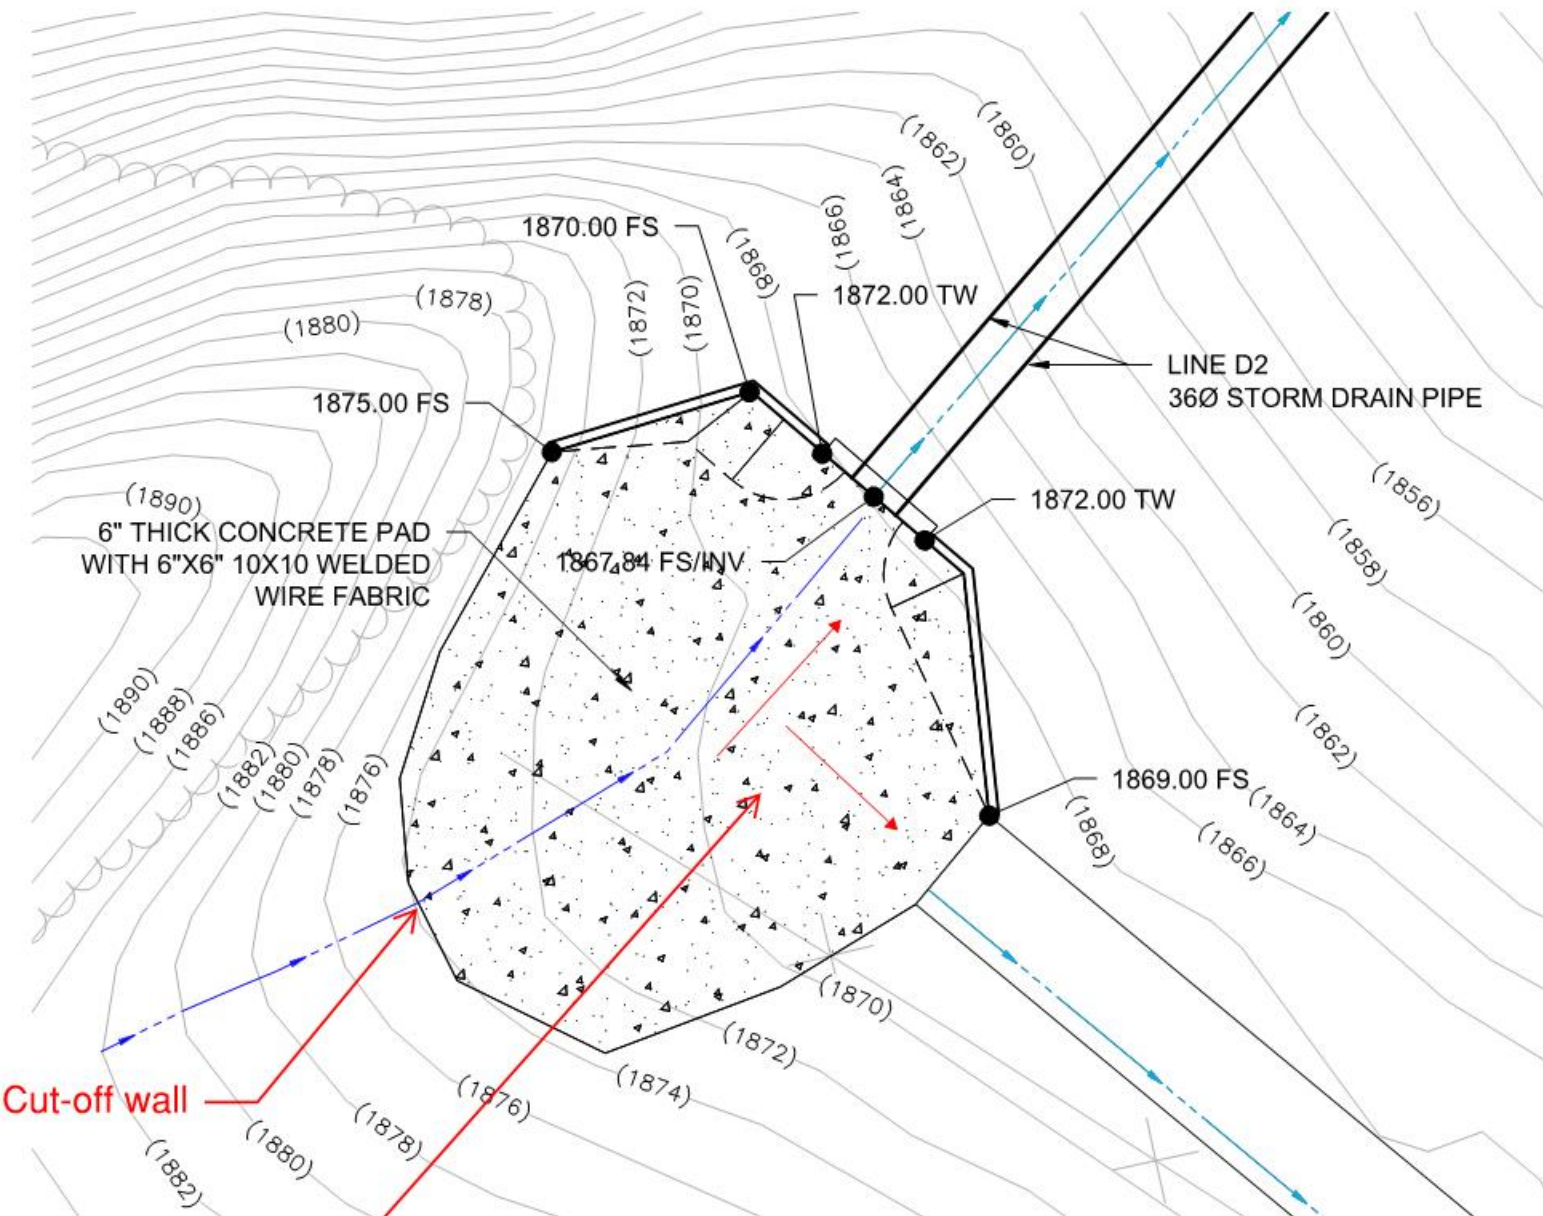 (1860)
(1862)
(1864)
(1866)
1870.00 FS
(1868)
(1870)
(1872)
(1878)
(1880)
1872.00 TW
LINE D2
36Ø STORM DRAIN PIPE
1875.00 FS
(1890)
6" THICK CONCRETE PAD
WITH 6"X6" 10X10 WELDED
WIRE FABRIC
1867.84 FS/INV
1872.00 TW
(1856)
(1858)
(1860)
(1862)
(1890)
(1888)
(1886)
(1882)
(1880)
(1878)
(1876)
1869.00 FS
(1864)
(1866)
(1868)
(1870)
(1872)
(1874)
(1876)
(1878)
(1880)
(1882)
Cut-off wall